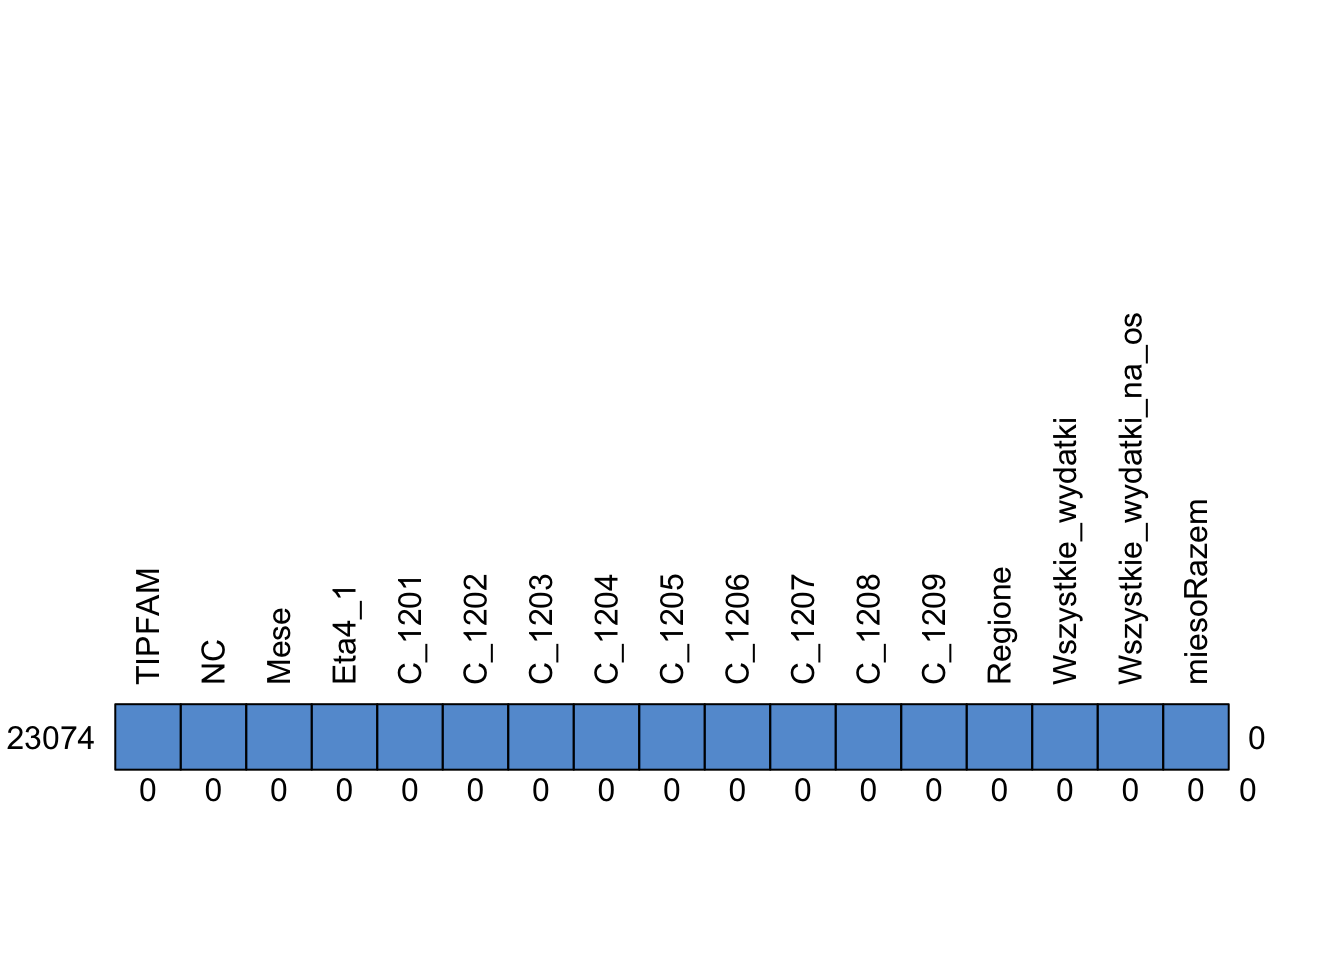 TIPFAM
NC
Mese
Eta4_1
C_1201
C_1202
C_1203
C_1204
C_1205
C_1206
C_1207
C_1208
C_1209
Regione
Wszystkie_wydatki
Wszystkie_wydatki_na_os
miesoRazem
23074 0
0 0 0 0 0 0 0 0 0 0 0 0 0 0 0 0 0 0